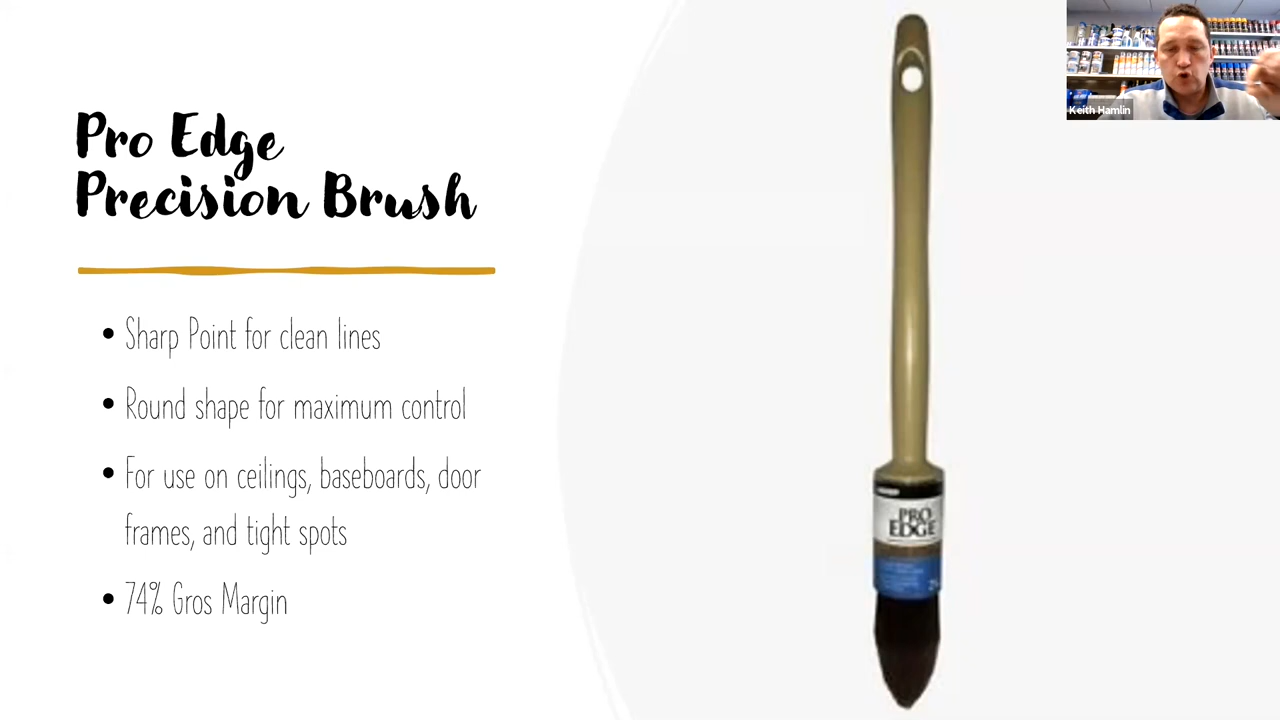 Pro Edge
Precision Brush
• Sharp Point for clean lines
• Round shape for maximum control
• For use on ceilings, baseboards, door
frames, and tight spots
• 74% Gros Margin
Keith Hamlin
PRO
EDGE